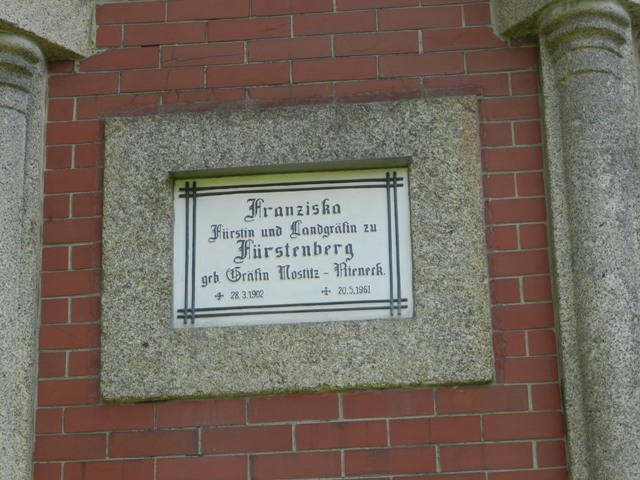 Franziska
Fürstin und Landgräfin zu
Fürstenberg
geb. Gräfin Nostitz - Rieneck.
✢ 28.3.1902 ✢ 20.5.1961